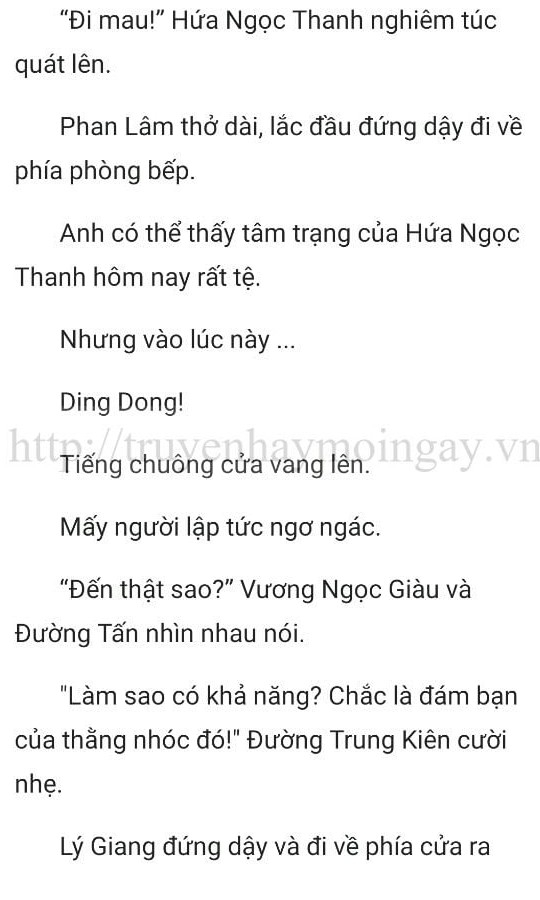 “Đi mau!” Hứa Ngọc Thanh nghiêm túc
quát lên.
Phan Lâm thở dài, lắc đầu đứng dậy đi về
phía phòng bếp.
Anh có thể thấy tâm trạng của Hứa Ngọc
Thanh hôm nay rất tệ.
Nhưng vào lúc này ...
Ding Dong!
http://truyenhaymoingay.vn
Tiếng chuông cửa vang lên.
Mấy người lập tức ngơ ngác.
“Đến thật sao?” Vương Ngọc Giàu và
Đường Tấn nhìn nhau nói.
"Làm sao có khả năng? Chắc là đám bạn
của thằng nhóc đó!" Đường Trung Kiên cười
nhẹ.
Lý Giang đứng dậy và đi về phía cửa ra